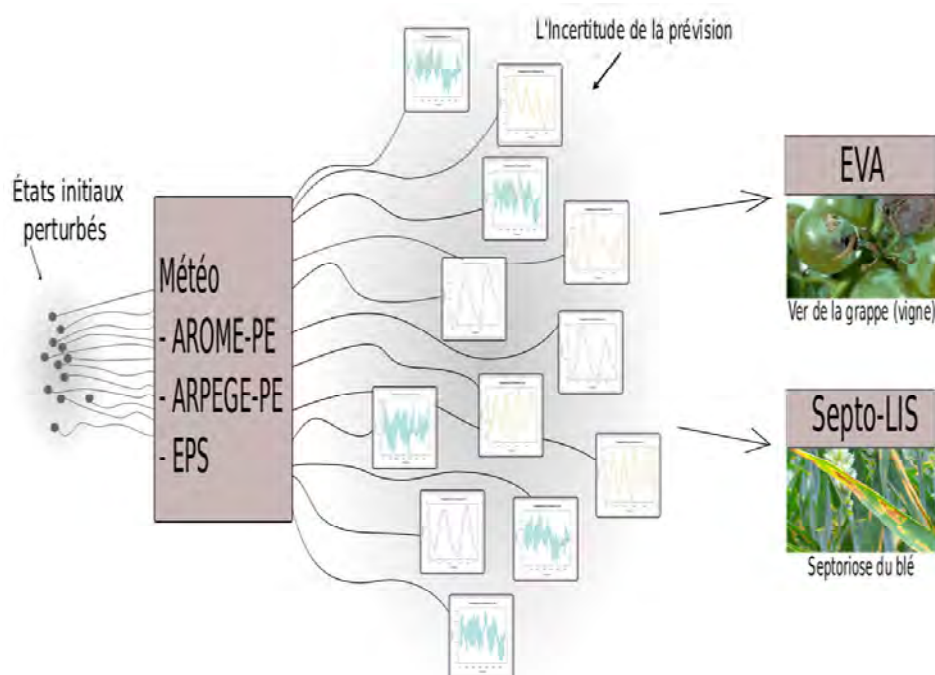 L'Incertitude de la prévision
États initiaux
perturbés
Météo
- AROME-PE
- ARPEGE-PE
- EPS
EVA
Ver de la grappe (vigne)
Septo-LIS
Septoriose du blé